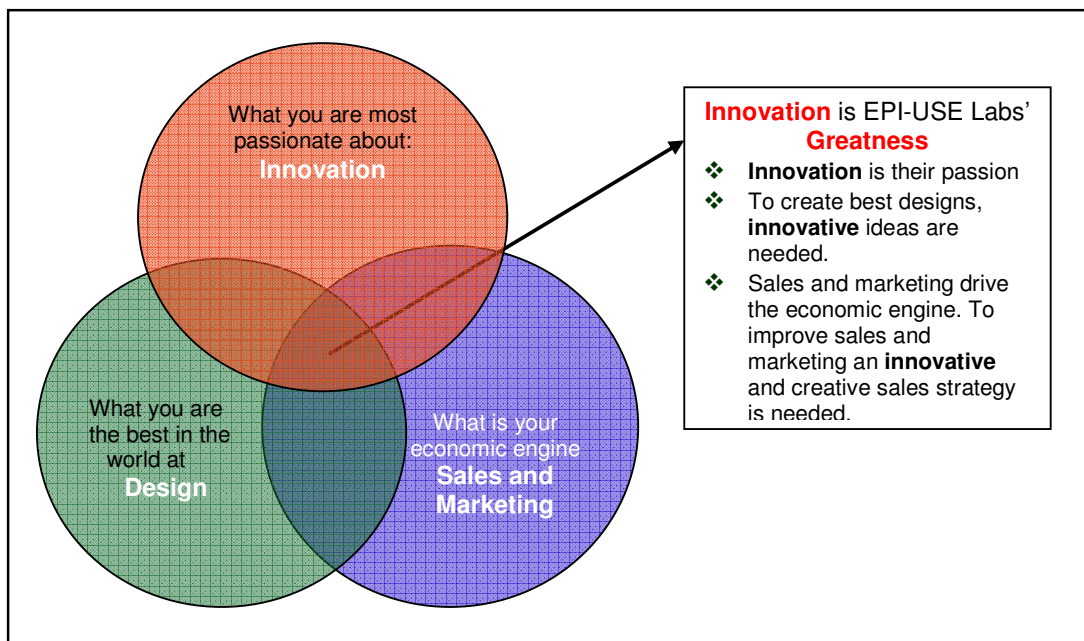 What you are most
passionate about:
Innovation
What you are
the best in the
world at
Design
What is your
economic engine
Sales and
Marketing
Innovation is EPI-USE Labs’
Greatness
❖ Innovation is their passion
❖ To create best designs,
innovative ideas are
needed.
❖ Sales and marketing drive
the economic engine. To
improve sales and
marketing an innovative
and creative sales strategy
is needed.